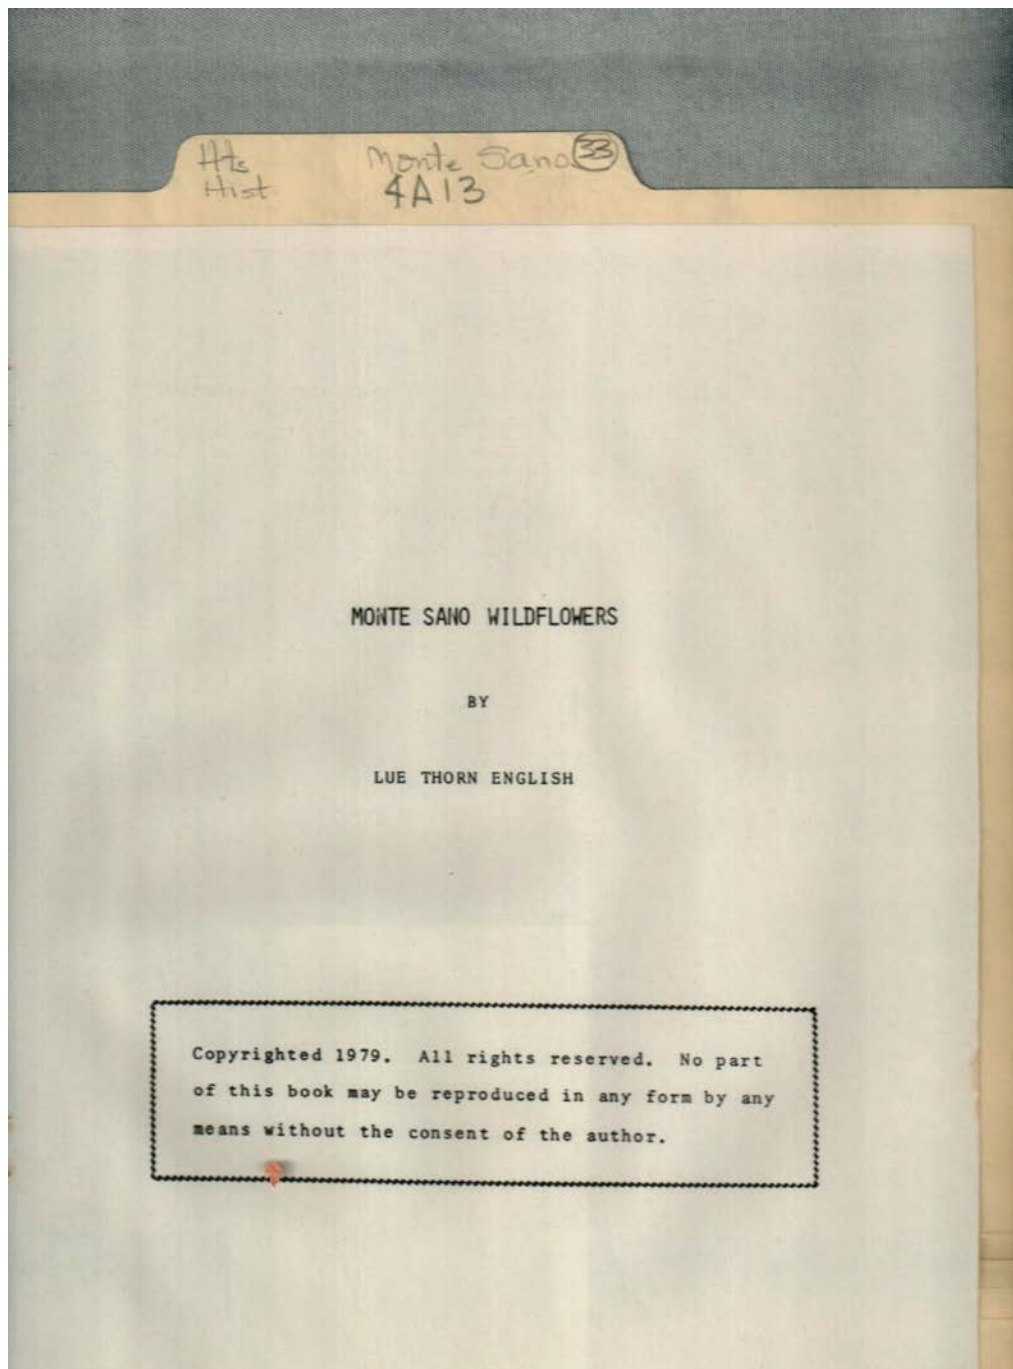 Hts Monte Sano 33
Hist. 4A13
MONTE SANO WILDFLOWERS
BY
LUE THORN ENGLISH
Copyrighted 1979. All rights reserved. No part
of this book may be reproduced in any form by any
means without the consent of the author.